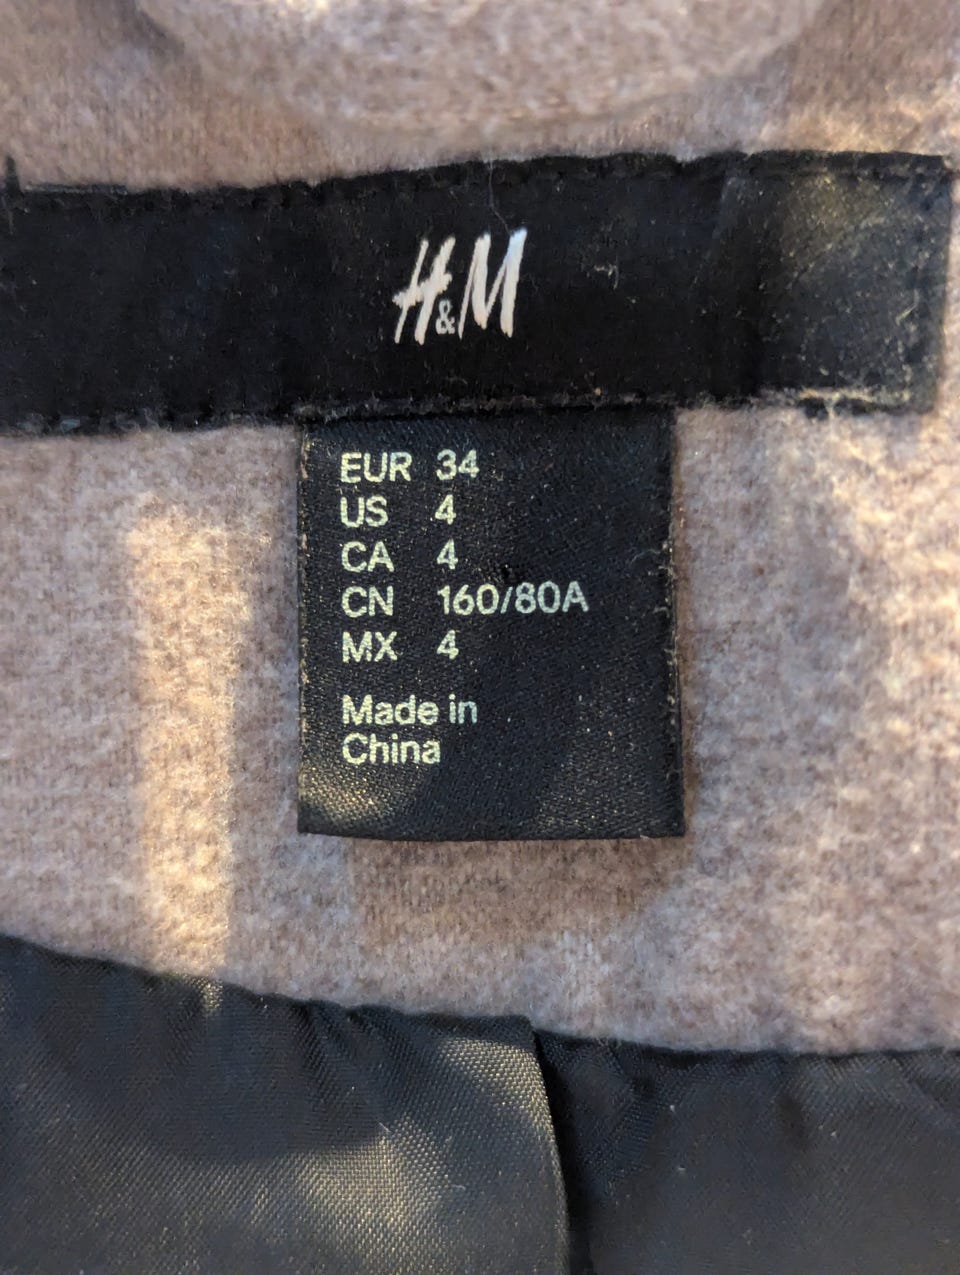 H&M
EUR 34
US 4
CA 4
CN 160/80A
MX 4
Made in
China